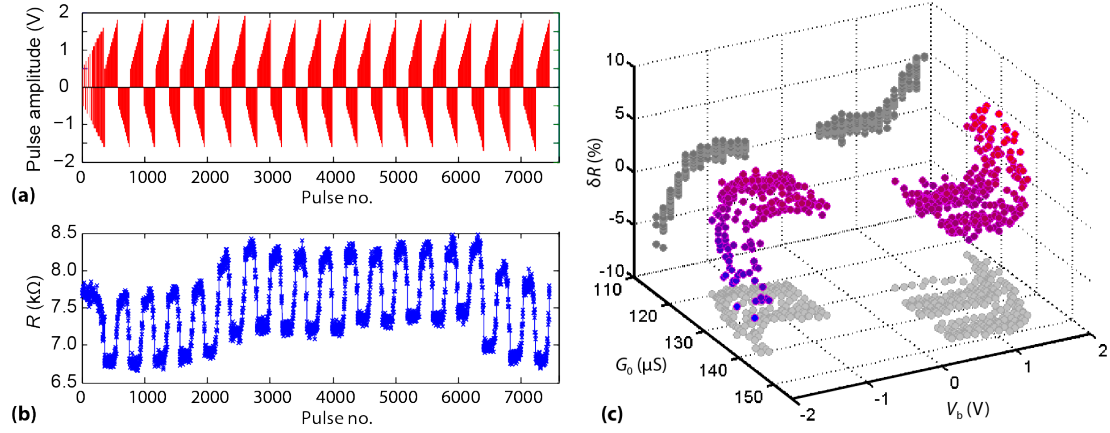 2
1
0
−1
−2
Pulse amplitude (V)
0 1000 2000 3000 4000 5000 6000 7000
Pulse no.
(a)
8.5
8.0
7.5
7.0
6.5
R (kΩ)
0 1000 2000 3000 4000 5000 6000 7000
Pulse no.
(b)
10
5
0
-5
-10
δR (%)
110
120
130
140
150
G₀ (μS)
-2
-1
0
1
2
V_b (V)
(c)